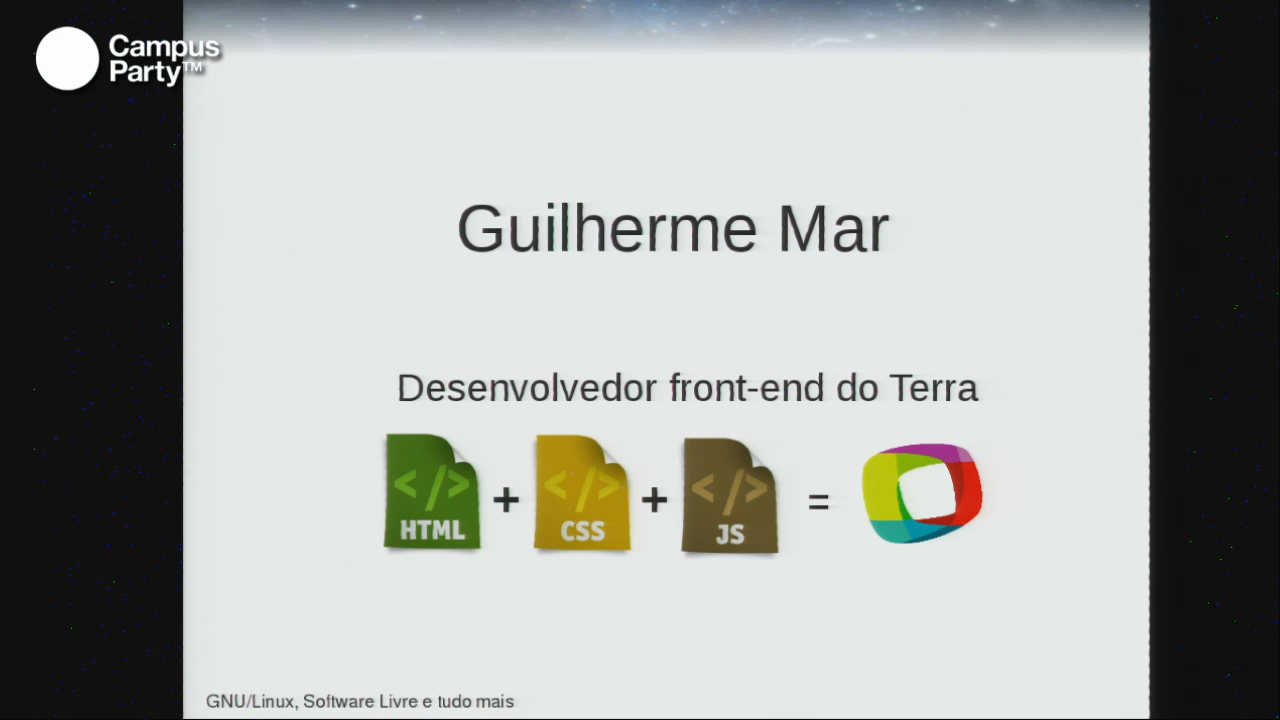 Campus
Party™
Guilherme Mar
Desenvolvedor front-end do Terra
</> + </> + </> =
HTML CSS JS
GNU/Linux, Software Livre e tudo mais